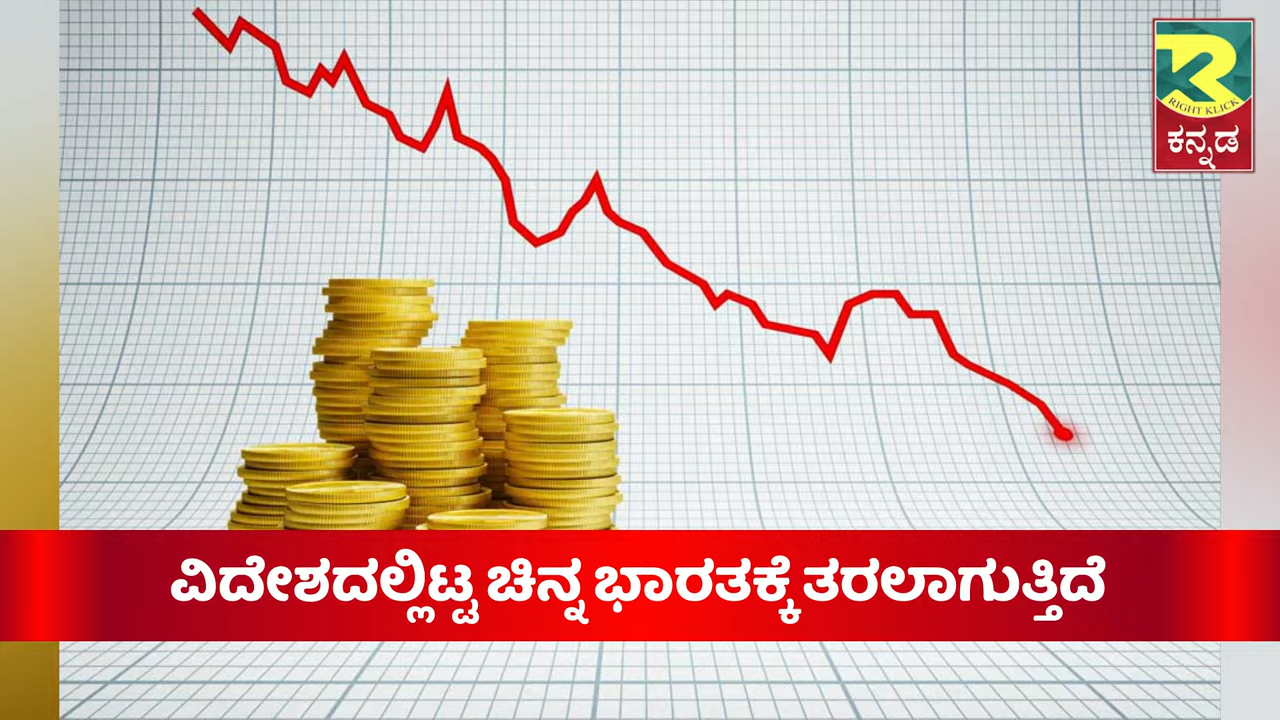 RIGHT KLICK
ಕನ್ನಡ
ವಿದೇಶದಲ್ಲಿಟ್ಟ ಚಿನ್ನ ಭಾರತಕ್ಕೆ ತರಲಾಗುತ್ತಿದೆ